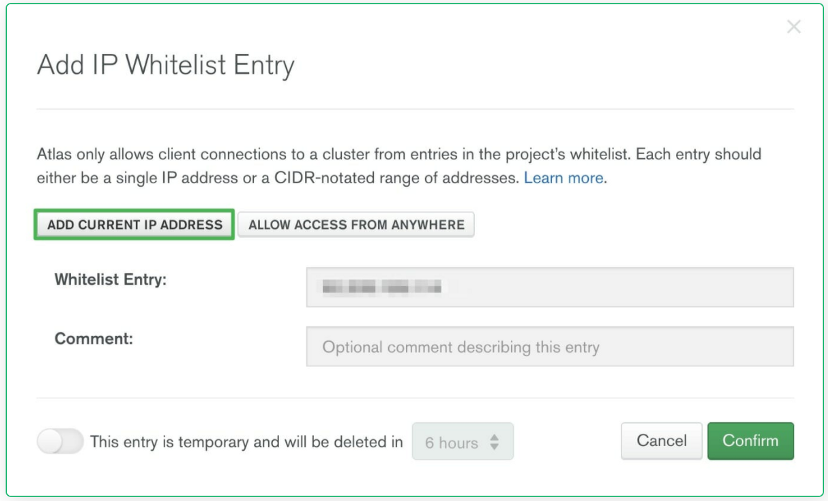 Add IP Whitelist Entry
Atlas only allows client connections to a cluster from entries in the project's whitelist. Each entry should
either be a single IP address or a CIDR-notated range of addresses. Learn more.
ADD CURRENT IP ADDRESS ALLOW ACCESS FROM ANYWHERE
Whitelist Entry:
Comment: Optional comment describing this entry
This entry is temporary and will be deleted in 6 hours Cancel Confirm